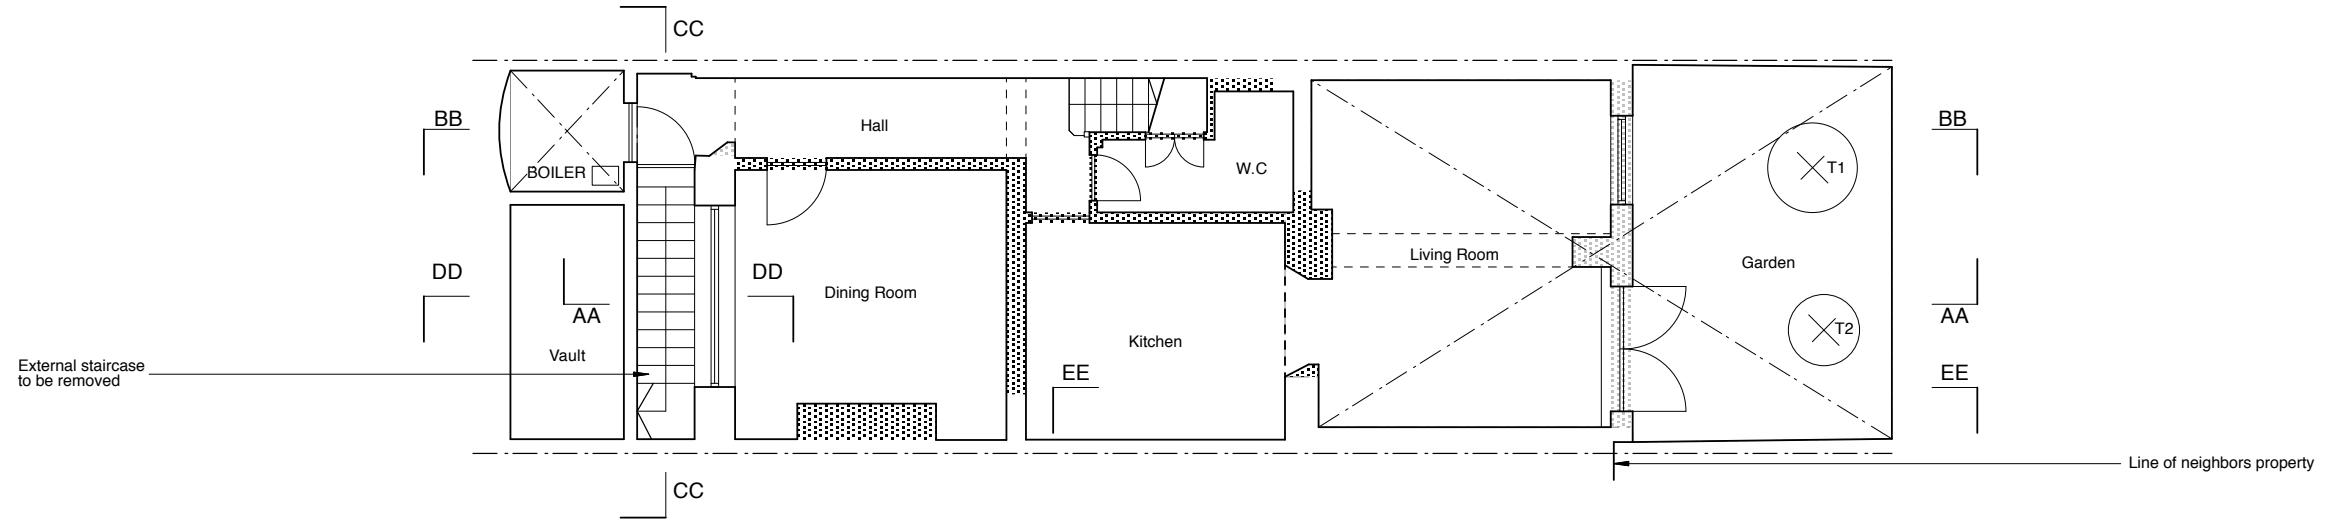 CC
BB
BB
Hall
BOILER
W.C
T1
DD
DD
Living Room
Garden
Dining Room
AA
AA
T2
Kitchen
Vault
External staircase
to be removed
EE
EE
Line of neighbors property
CC